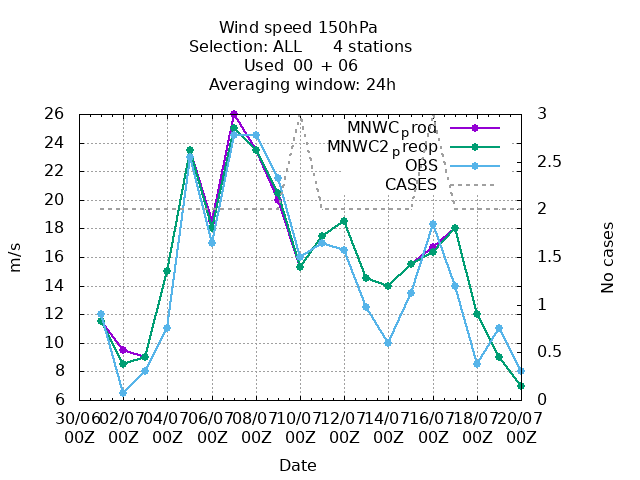 Wind speed 150hPa
Selection: ALL 4 stations
Used 00 + 06
Averaging window: 24h
26 24 22 20 18 16 14 12 10 8 6
m/s
MNWCprod
MNWC2preop
OBS
CASES
3 2.5 2 1.5 1 0.5 0
No cases
30/06 02/07 04/07 06/07 08/07 10/07 12/07 14/07 16/07 18/07 20/07
00Z 00Z 00Z 00Z 00Z 00Z 00Z 00Z 00Z 00Z 00Z
Date